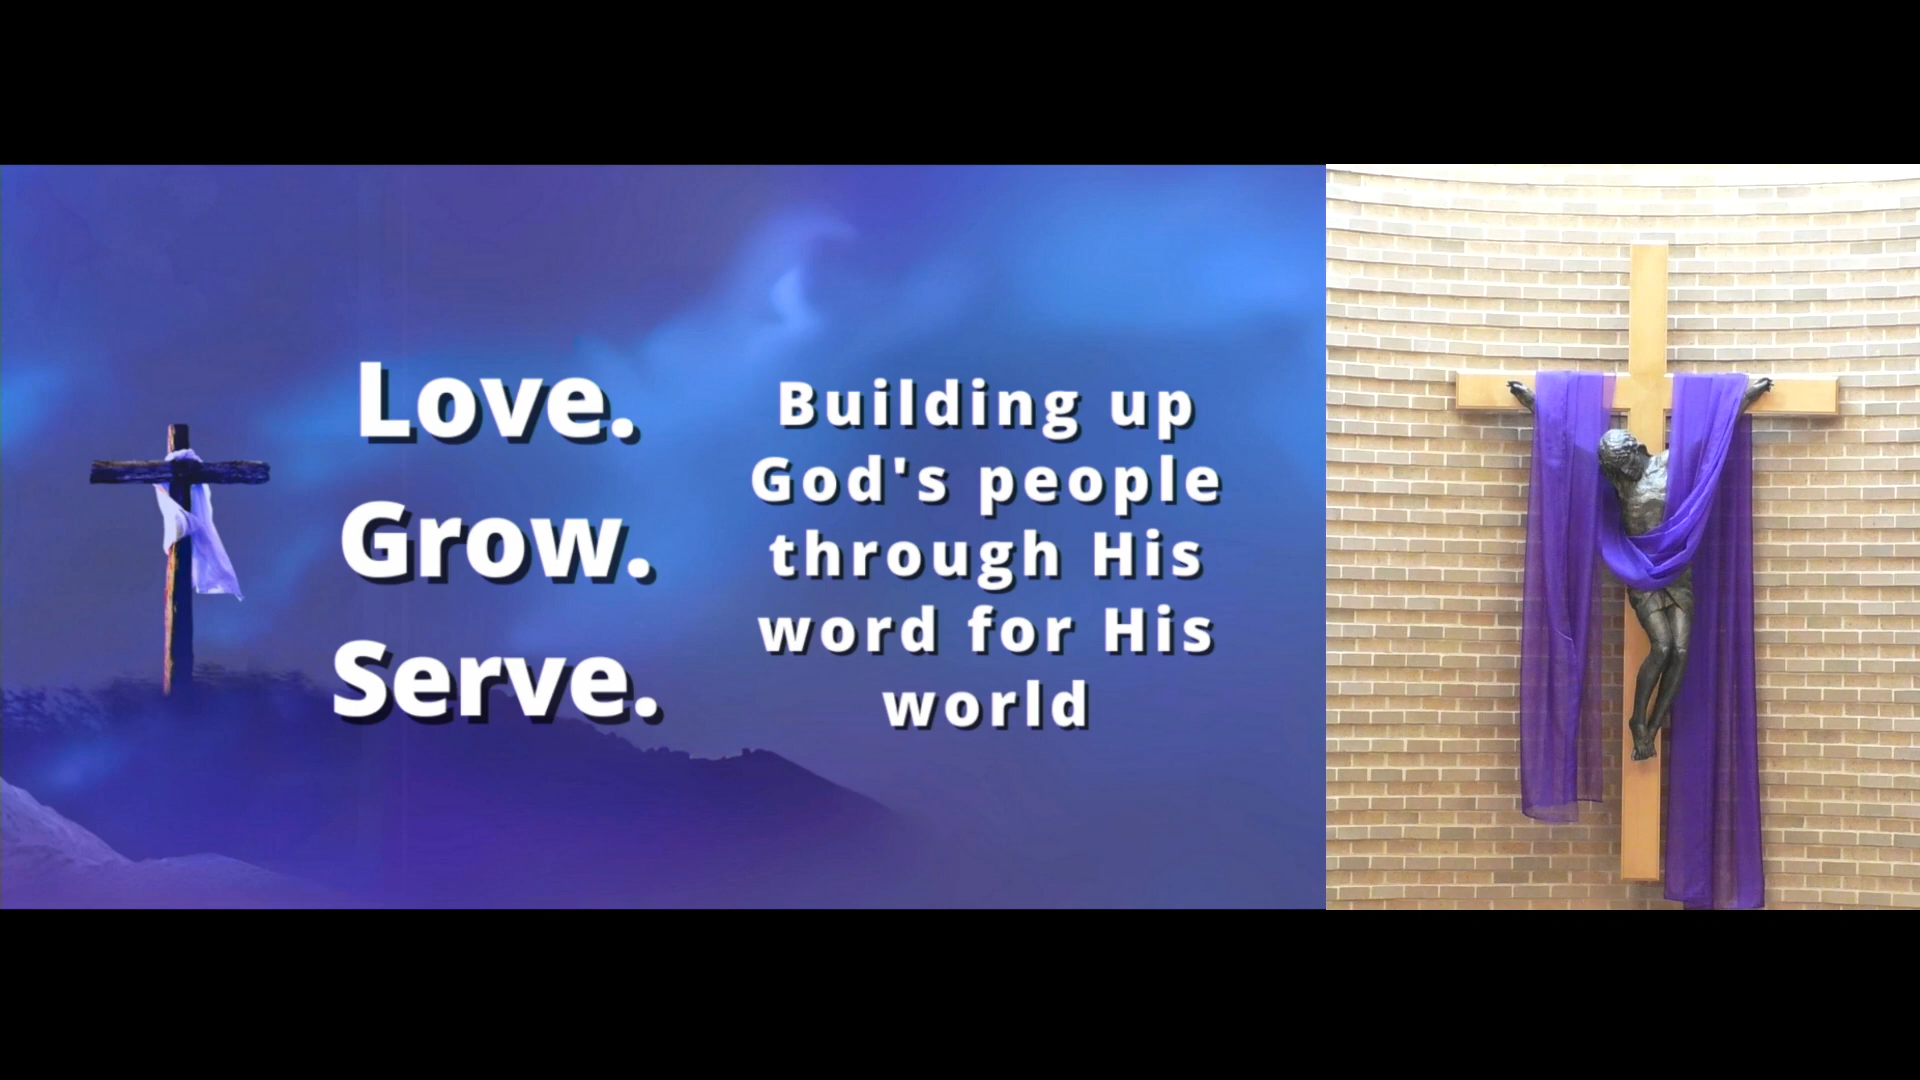 Love.
Grow.
Serve.
Building up
God's people
through His
word for His
world